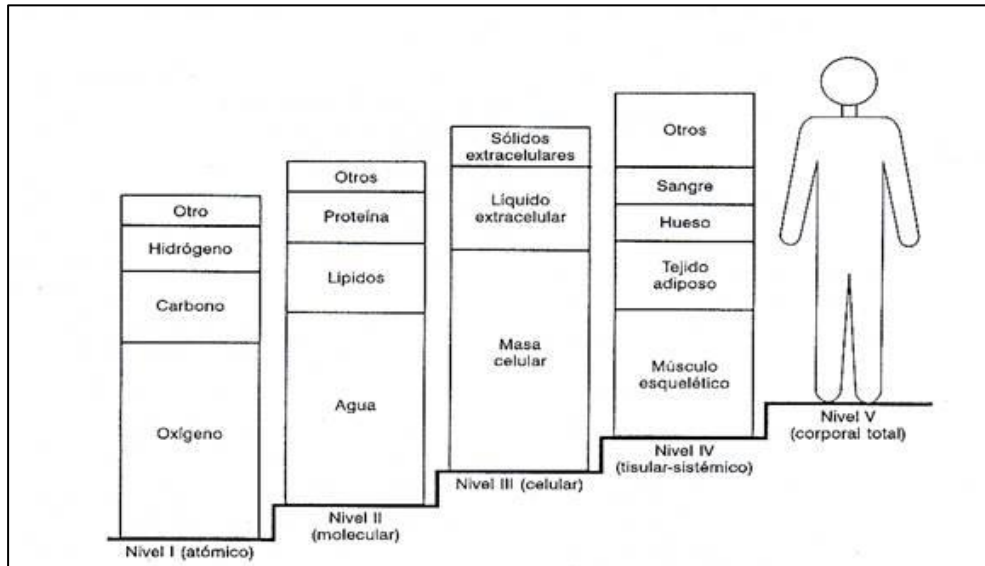 Otro
Hidrógeno
Carbono
Oxígeno
Nivel I (atómico)
Otros
Proteína
Lípidos
Agua
Nivel II
(molecular)
Sólidos
extracelulares
Líquido
extracelular
Masa
celular
Nivel III (celular)
Otros
Sangre
Hueso
Tejido
adiposo
Músculo
esquelético
Nivel IV
(tisular-sistémico)
Nivel V
(corporal total)